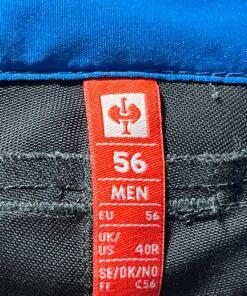 56
MEN
EU 56
UK/
US 40R
SE/DK/NO
FI C56